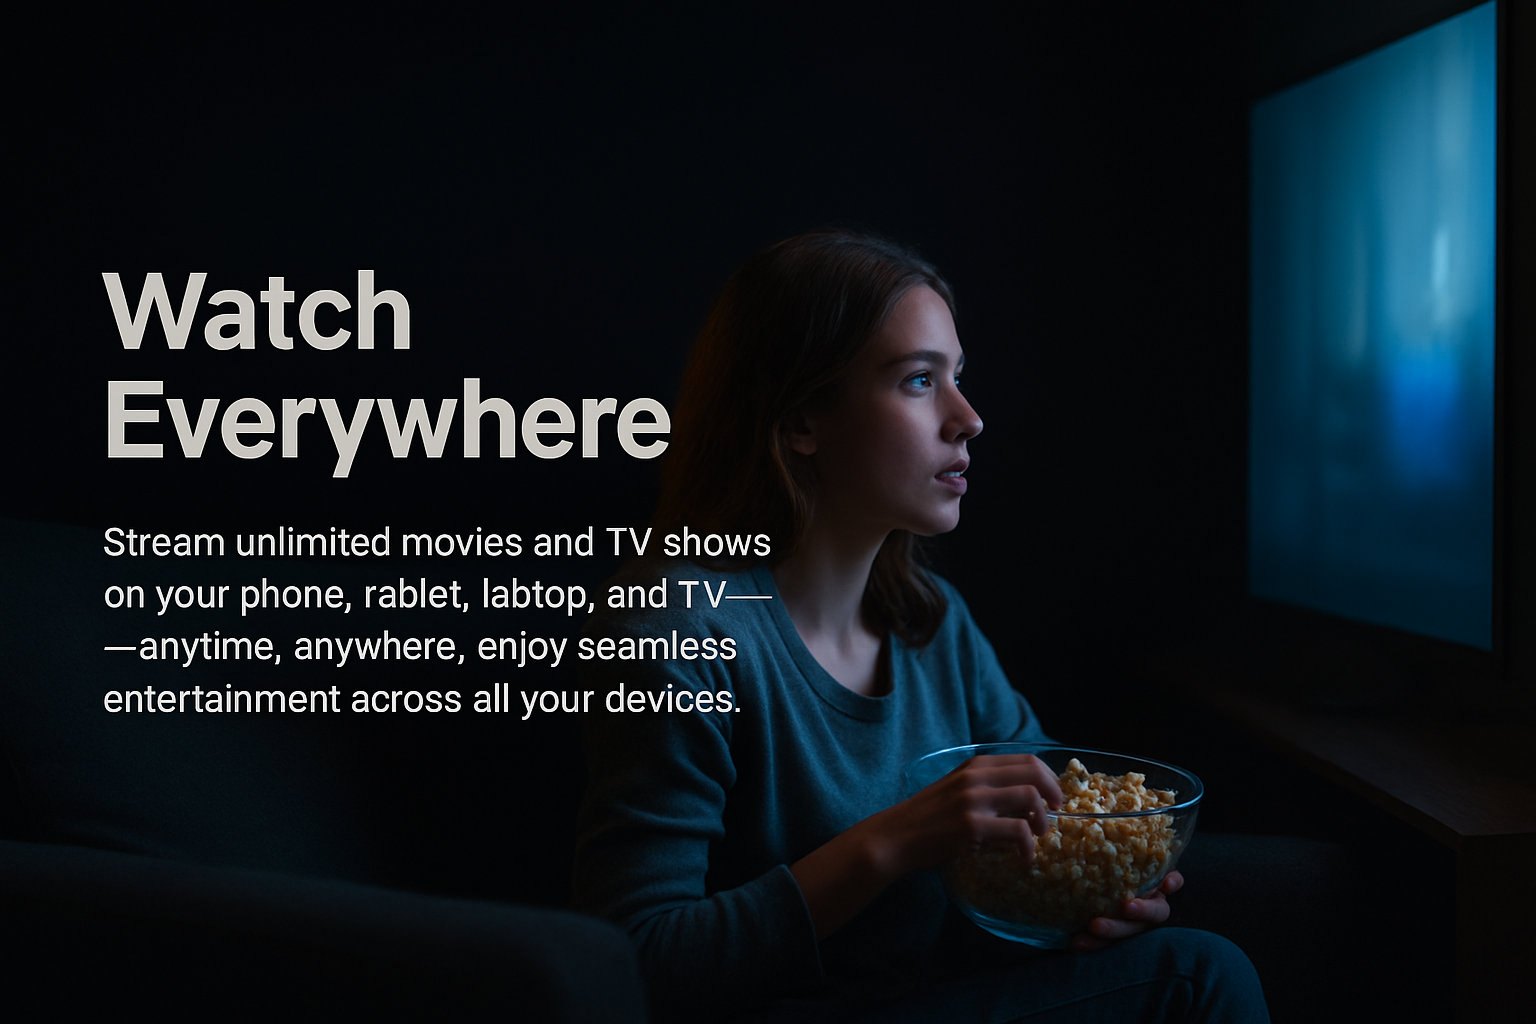 Watch
Everywhere
Stream unlimited movies and TV shows
on your phone, rablet, labtop, and TV—
—anytime, anywhere, enjoy seamless
entertainment across all your devices.